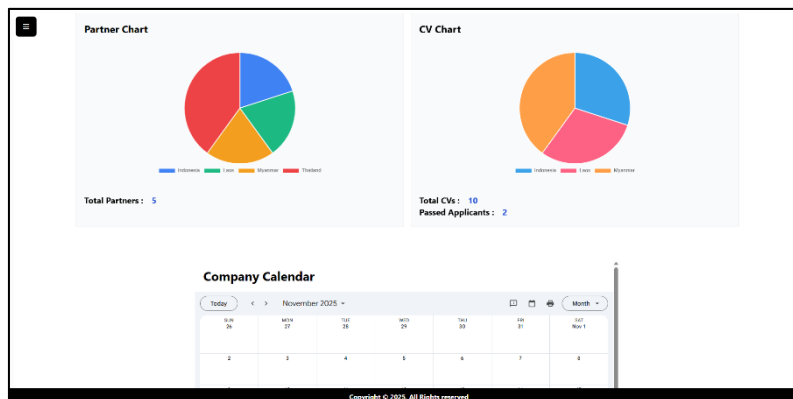 Partner Chart
Indonesia Laos Myanmar Thailand
Total Partners : 5
CV Chart
Indonesia Laos Myanmar
Total CVs : 10
Passed Applicants : 2
Company Calendar
Today November 2025 Month
SUN MON TUE WED THU FRI SAT
26 27 28 29 30 31 Nov 1
2 3 4 5 6 7 8
Copyright © 2025. All Rights reserved